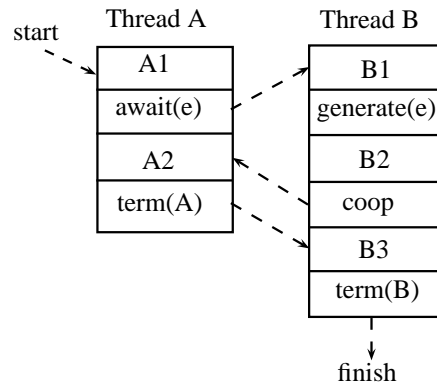 Thread A
Thread B
start
A1
await(e)
A2
term(A)
B1
generate(e)
B2
coop
B3
term(B)
finish